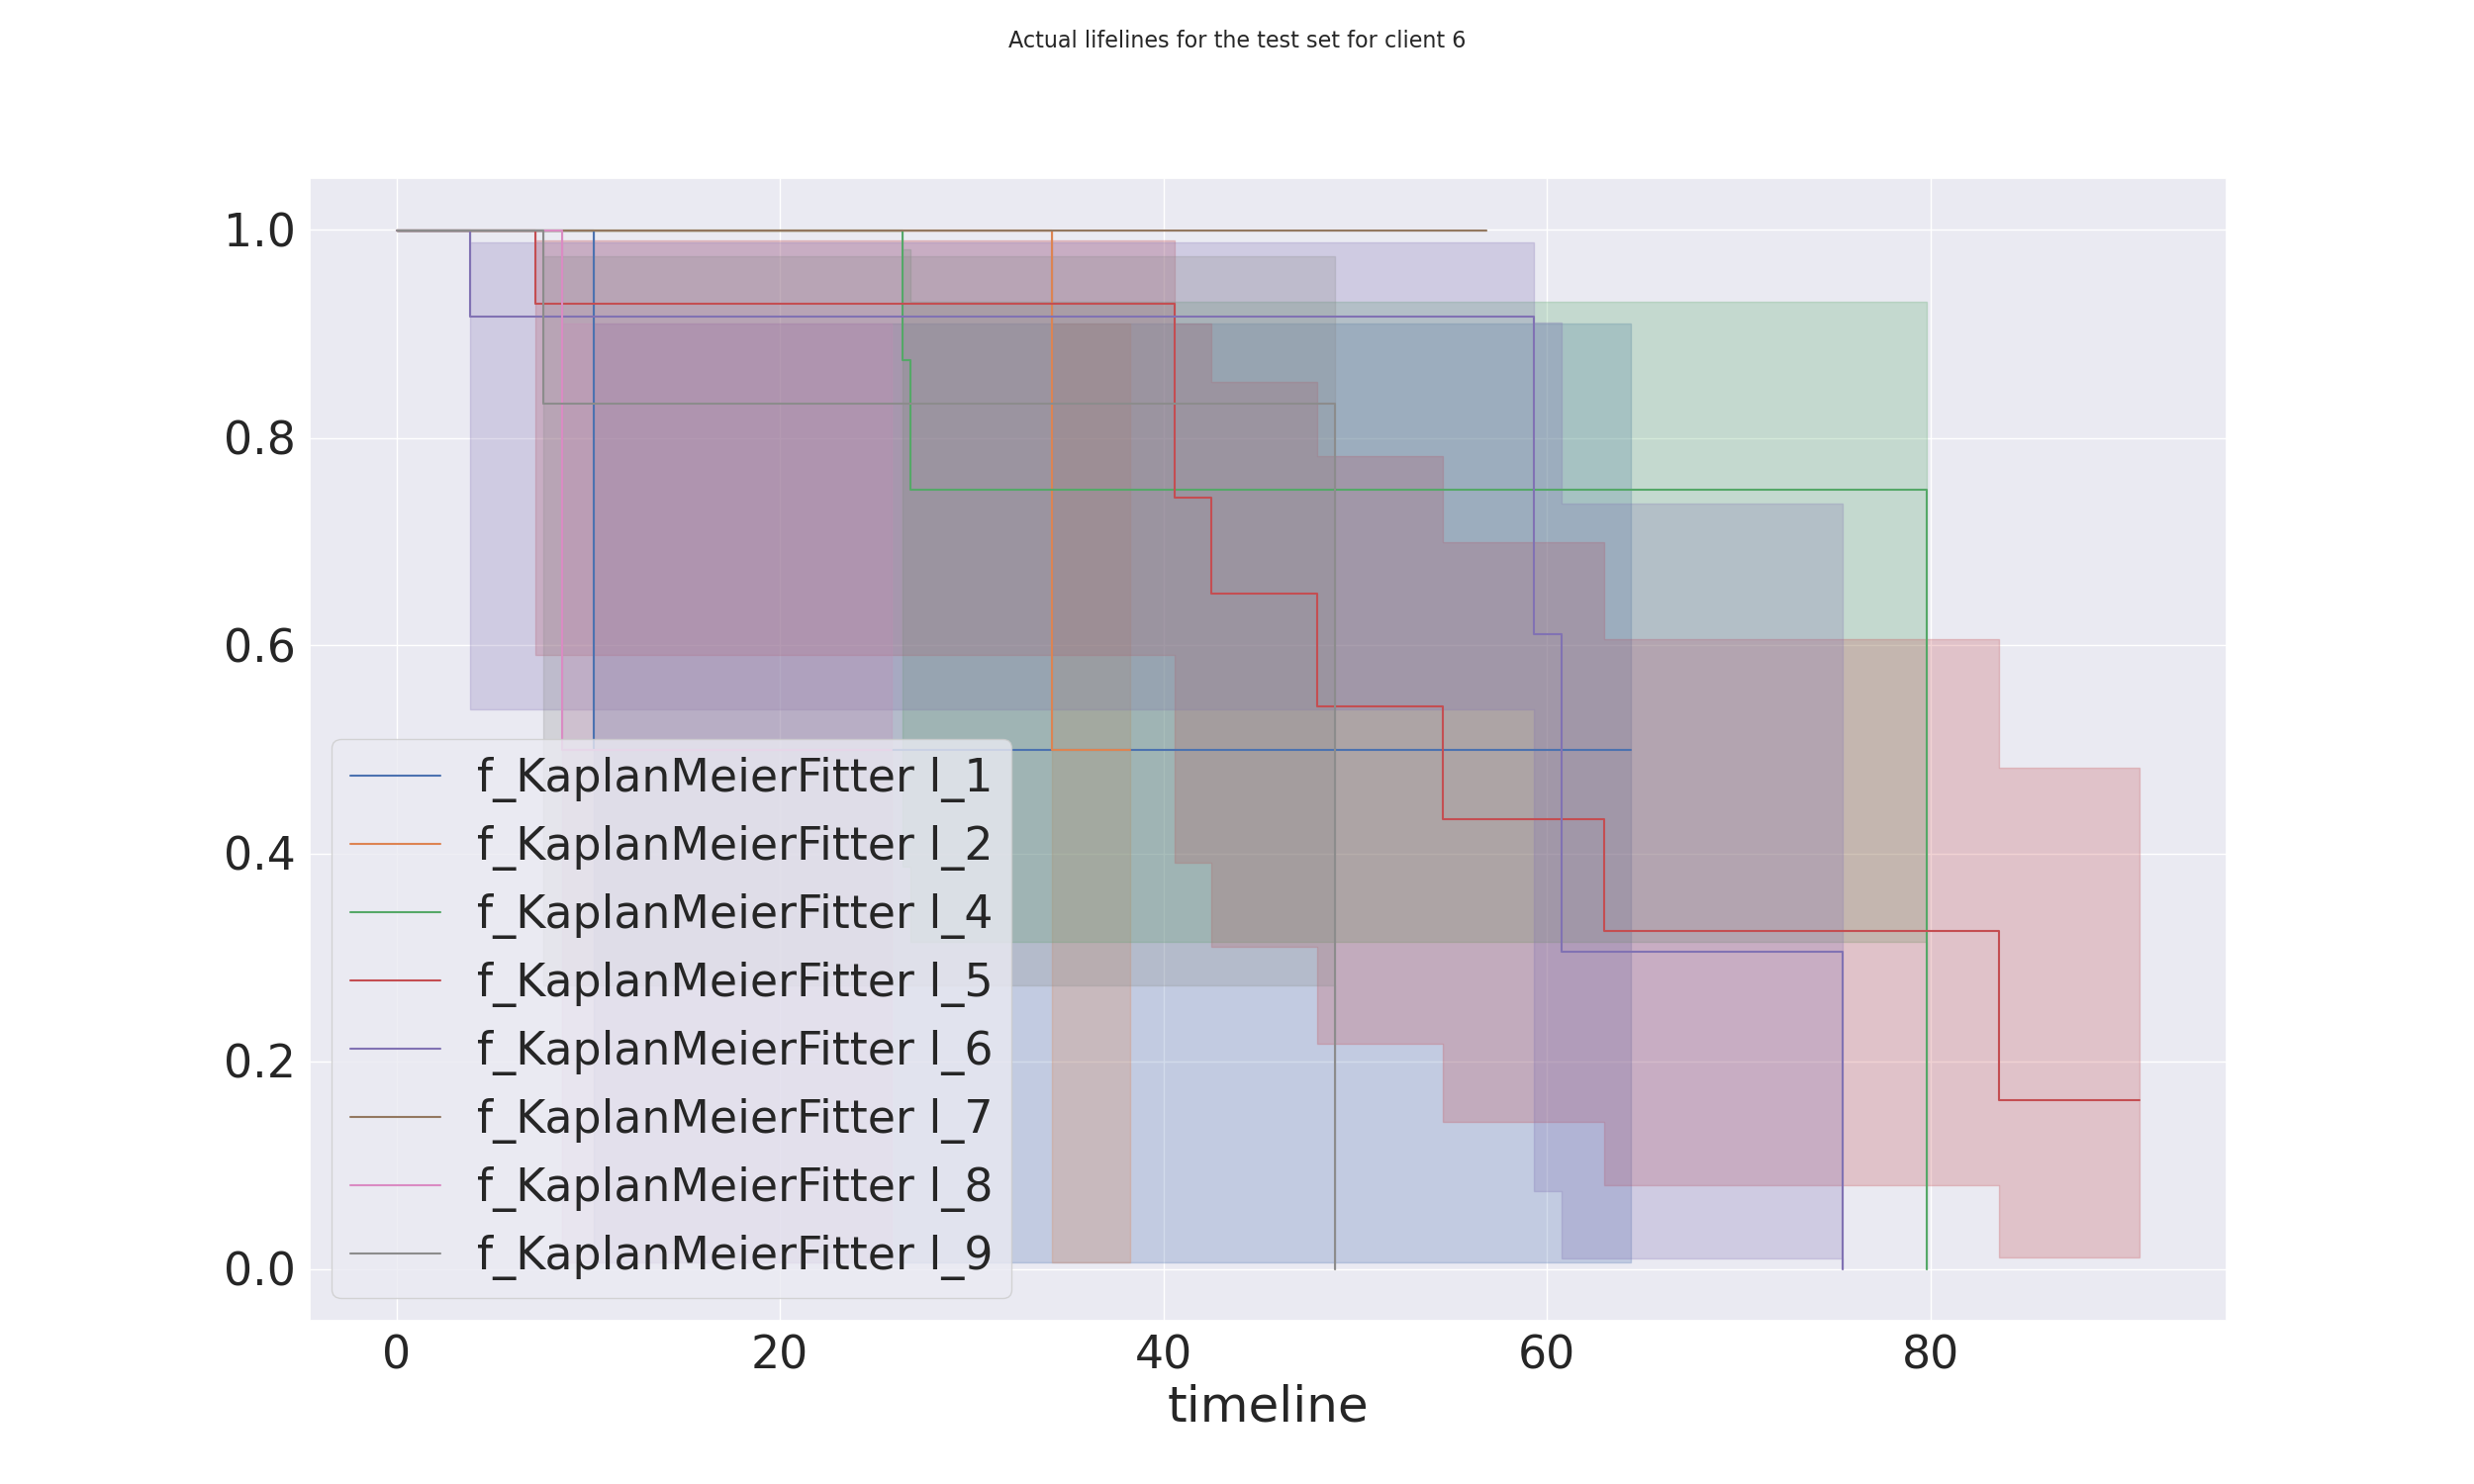 Actual lifelines for the test set for client 6
1.0
0.8
0.6
0.4
0.2
0.0
f_KaplanMeierFitter l_1
f_KaplanMeierFitter l_2
f_KaplanMeierFitter l_4
f_KaplanMeierFitter l_5
f_KaplanMeierFitter l_6
f_KaplanMeierFitter l_7
f_KaplanMeierFitter l_8
f_KaplanMeierFitter l_9
0 20 40 60 80
timeline